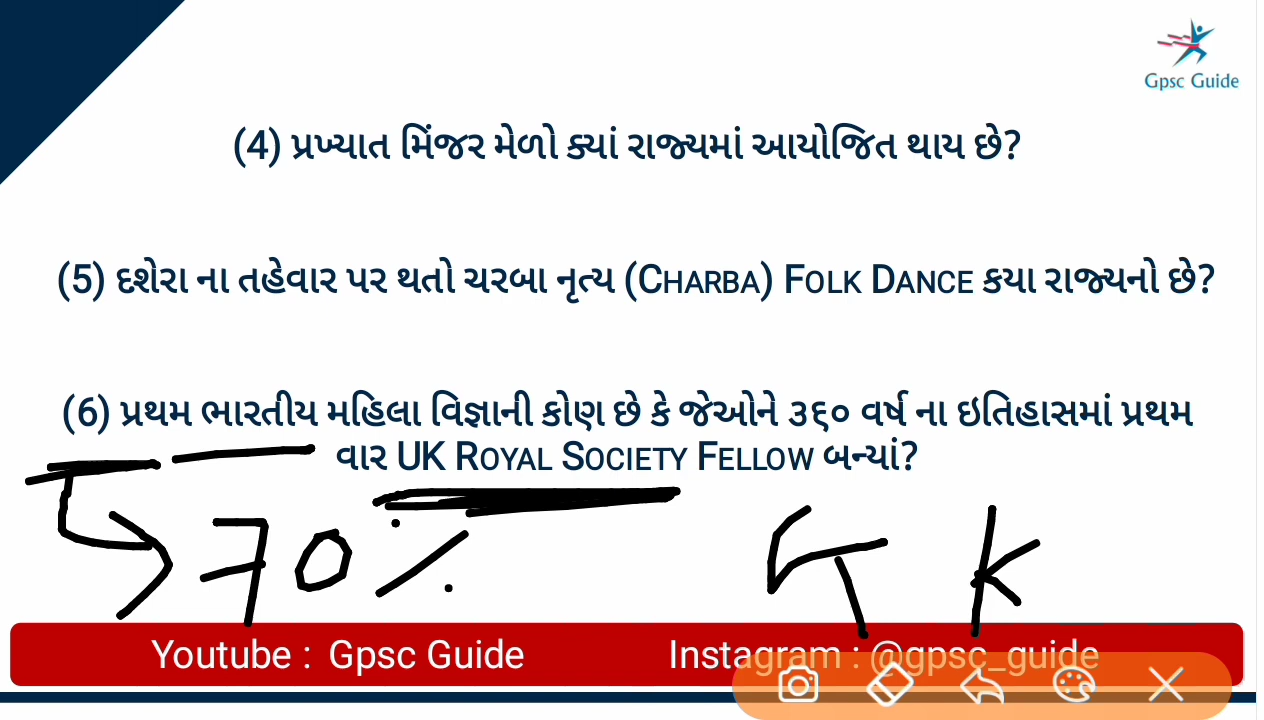 Gpsc Guide
(4) પ્રખ્યાત મિંજર મેળો ક્યાં રાજ્યમાં આયોજિત થાય છે?
(5) દશેરા ના તહેવાર પર થતો ચરબા નૃત્ય (CHARBA) FOLK DANCE કયા રાજ્યનો છે?
(6) પ્રથમ ભારતીય મહિલા વિજ્ઞાની કોણ છે કે જેઓને ૩૬૦ વર્ષ ના ઇતિહાસમાં પ્રથમ
વાર UK ROYAL SOCIETY FELLOW બન્યાં?
70%
GK
Youtube : Gpsc Guide Instagram : @gpsc_guide